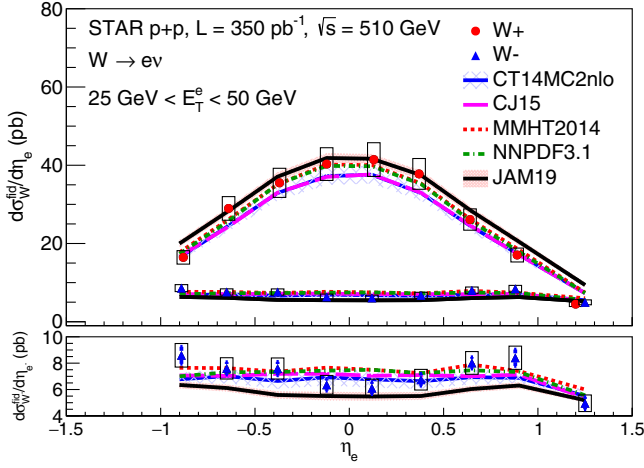 STAR p+p, L = 350 pb⁻¹, √s = 510 GeV
W → eν
25 GeV < E_T^e < 50 GeV
W+
W-
CT14MC2nlo
CJ15
MMHT2014
NNPDF3.1
JAM19
dσ_W^fid/dη_e (pb)
80
60
40
20
0
dσ_W^fid/dη_e (pb)
10
8
6
4
2
−1.5 −1 −0.5 0 0.5 1 1.5
η_e